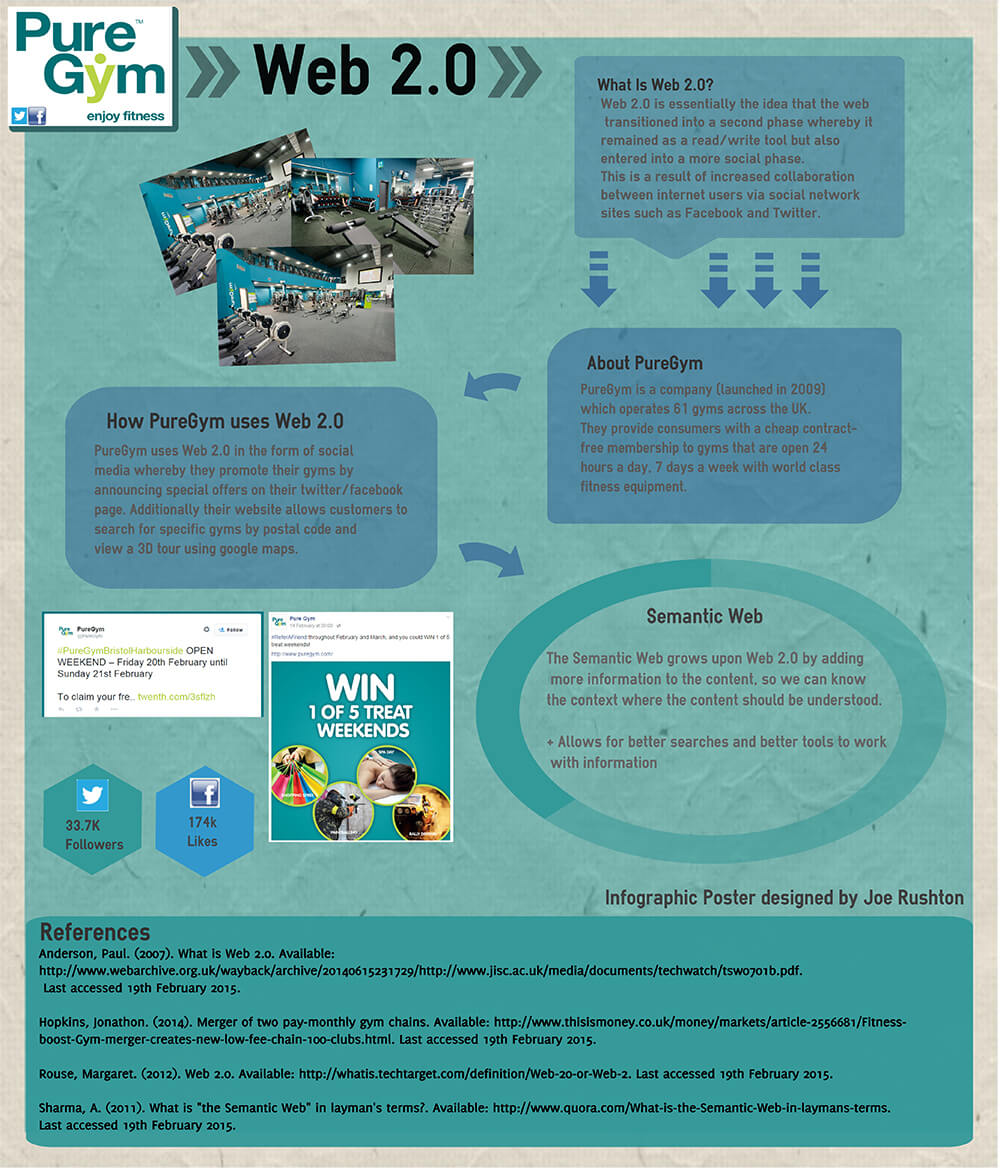 Pure™
Gym
enjoy fitness
Web 2.0
What Is Web 2.0?
Web 2.0 is essentially the idea that the web
transitioned into a second phase whereby it
remained as a read/write tool but also
entered into a more social phase.
This is a result of increased collaboration
between internet users via social network
sites such as Facebook and Twitter.
PureGym
About PureGym
PureGym is a company (launched in 2009)
which operates 61 gyms across the UK.
They provide consumers with a cheap contract-
free membership to gyms that are open 24
hours a day, 7 days a week with world class
fitness equipment.
How PureGym uses Web 2.0
PureGym uses Web 2.0 in the form of social
media whereby they promote their gyms by
announcing special offers on their twitter/facebook
page. Additionally their website allows customers to
search for specific gyms by postal code and
view a 3D tour using google maps.
Semantic Web
The Semantic Web grows upon Web 2.0 by adding
more information to the content, so we can know
the context where the content should be understood.
+ Allows for better searches and better tools to work
with information
PureGym
@PureGym
Follow
#PureGymBristolHarbourside OPEN
WEEKEND – Friday 20th February until
Sunday 21st February
To claim your fre.. twenth.com/3sflzh
Pure Gym
#ReferAFriend throughout February and March, and you could WIN 1 of 5
treat weekends!
http://www.puregym.com/
WIN
1 OF 5 TREAT
WEEKENDS
SPA DAY
SHOPPING SPREE
PAINTBALLING
RALLY DRIVING
33.7K
Followers
174k
Likes
Infographic Poster designed by Joe Rushton
References
Anderson, Paul. (2007). What is Web 2.0. Available:
http://www.webarchive.org.uk/wayback/archive/20140615231729/http://www.jisc.ac.uk/media/documents/techwatch/tsw0701b.pdf.
Last accessed 19th February 2015.
Hopkins, Jonathon. (2014). Merger of two pay-monthly gym chains. Available: http://www.thisismoney.co.uk/money/markets/article-2556681/Fitness-
boost-Gym-merger-creates-new-low-fee-chain-100-clubs.html. Last accessed 19th February 2015.
Rouse, Margaret. (2012). Web 2.0. Available: http://whatis.techtarget.com/definition/Web-20-or-Web-2. Last accessed 19th February 2015.
Sharma, A. (2011). What is "the Semantic Web" in layman's terms?. Available: http://www.quora.com/What-is-the-Semantic-Web-in-laymans-terms.
Last accessed 19th February 2015.